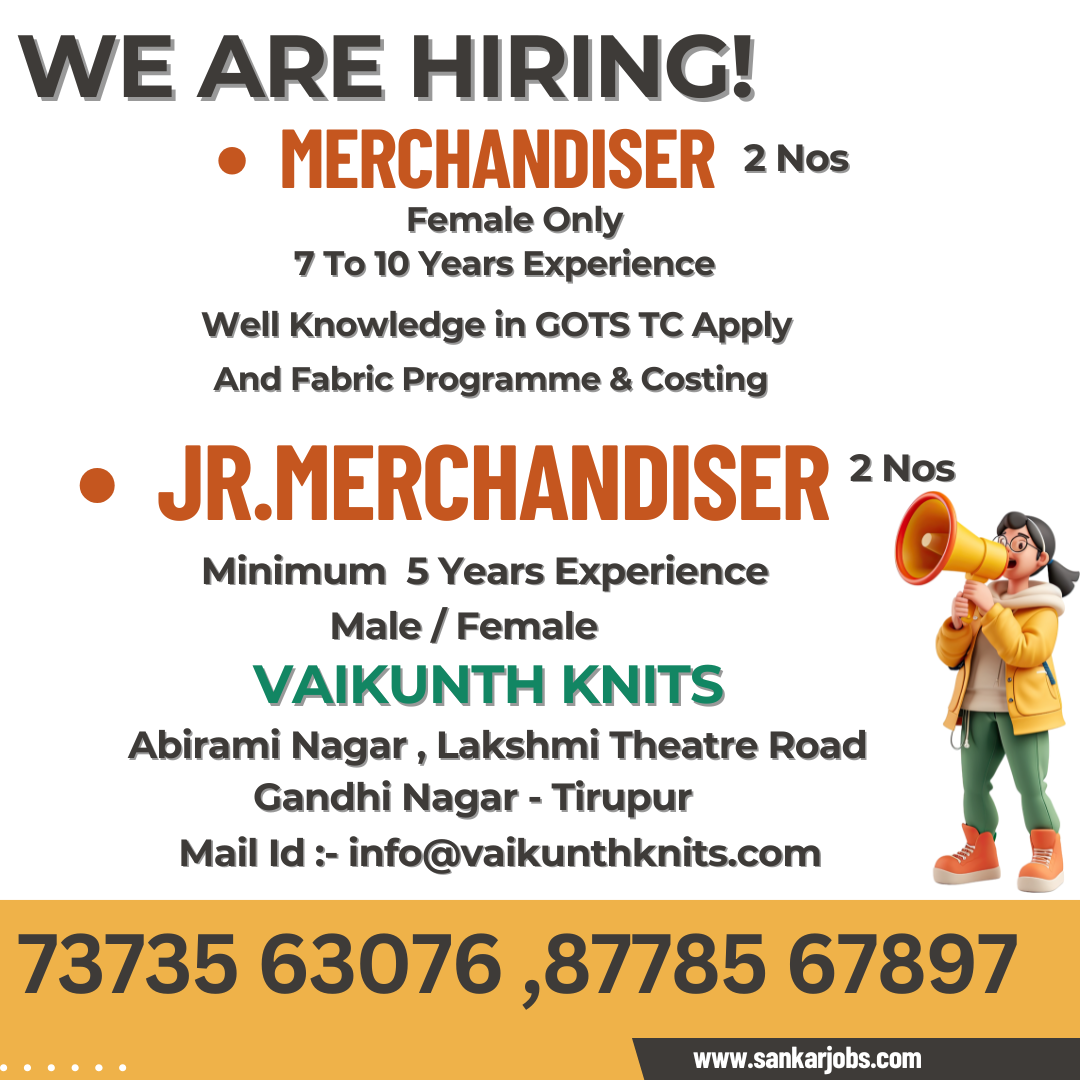 WE ARE HIRING!
• MERCHANDISER 2 Nos
Female Only
7 To 10 Years Experience
Well Knowledge in GOTS TC Apply
And Fabric Programme & Costing
• JR.MERCHANDISER 2 Nos
Minimum 5 Years Experience
Male / Female
VAIKUNTH KNITS
Abirami Nagar , Lakshmi Theatre Road
Gandhi Nagar - Tirupur
Mail Id :- info@vaikunthknits.com
73735 63076 ,87785 67897
www.sankarjobs.com